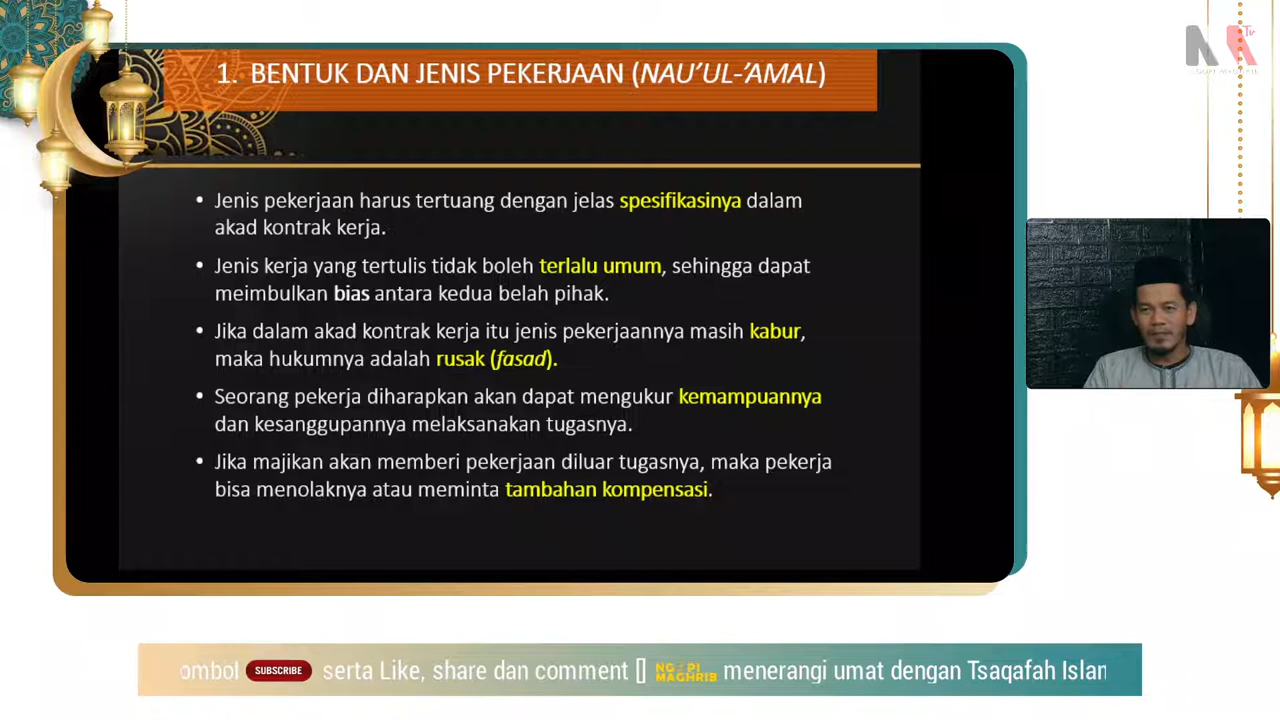 1. BENTUK DAN JENIS PEKERJAAN (NAU’UL-’AMAL)
• Jenis pekerjaan harus tertuang dengan jelas spesifikasinya dalam
akad kontrak kerja.
• Jenis kerja yang tertulis tidak boleh terlalu umum, sehingga dapat
meimbulkan bias antara kedua belah pihak.
• Jika dalam akad kontrak kerja itu jenis pekerjaannya masih kabur,
maka hukumnya adalah rusak (fasad).
• Seorang pekerja diharapkan akan dapat mengukur kemampuannya
dan kesanggupannya melaksanakan tugasnya.
• Jika majikan akan memberi pekerjaan diluar tugasnya, maka pekerja
bisa menolaknya atau meminta tambahan kompensasi.
Tv
ombol SUBSCRIBE serta Like, share dan comment [] NGOPI MAGHRIB menerangi umat dengan Tsaqafah Islan